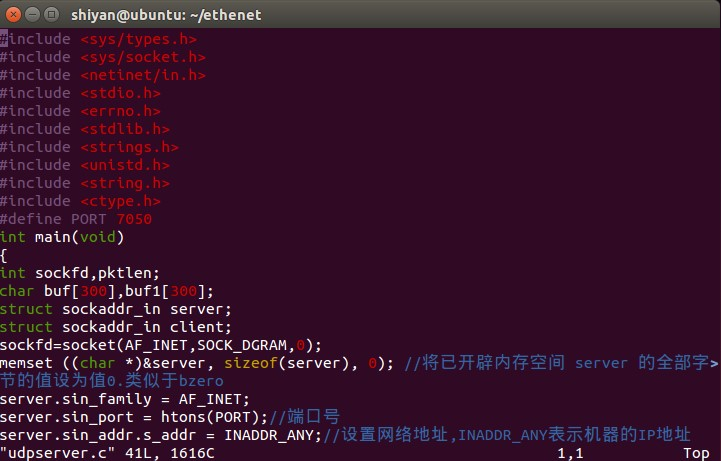 shiyan@ubuntu: ~/ethenet
#include <sys/types.h>
#include <sys/socket.h>
#include <netinet/in.h>
#include <stdio.h>
#include <errno.h>
#include <stdlib.h>
#include <strings.h>
#include <unistd.h>
#include <string.h>
#include <ctype.h>
#define PORT 7050
int main(void)
{
int sockfd,pktlen;
char buf[300],buf1[300];
struct sockaddr_in server;
struct sockaddr_in client;
sockfd=socket(AF_INET,SOCK_DGRAM,0);
memset ((char *)&server, sizeof(server), 0); //将已开辟内存空间 server 的全部字>
节的值设为值0.类似于bzero
server.sin_family = AF_INET;
server.sin_port = htons(PORT);//端口号
server.sin_addr.s_addr = INADDR_ANY;//设置网络地址,INADDR_ANY表示机器的IP地址
"udpserver.c" 41L, 1616C 1,1 Top